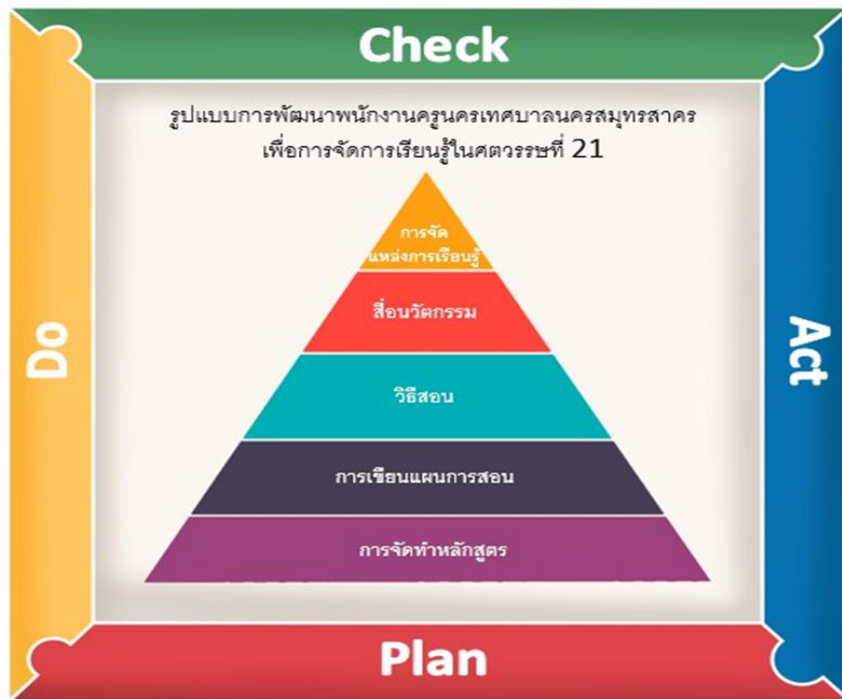 Check
รูปแบบการพัฒนาพนักงานครูนครเทศบาลนครสมุทรสาคร
เพื่อการจัดการเรียนรู้ในศตวรรษที่ 21
การจัด
แหล่งการเรียนรู้
สื่อนวัตกรรม
วิธีสอน
การเขียนแผนการสอน
การจัดทำหลักสูตร
Do
Act
Plan